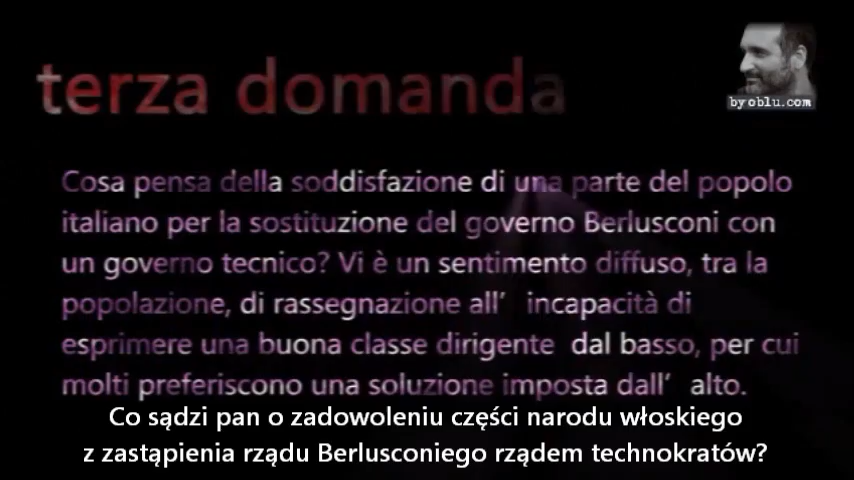 terza domanda
byoblu.com
Cosa pensa della soddisfazione di una parte del popolo
italiano per la sostituzione del governo Berlusconi con
un governo tecnico? Vi è un sentimento diffuso, tra la
popolazione, di rassegnazione all' incapacità di
esprimere una buona classe dirigente dal basso, per cui
molti preferiscono una soluzione imposta dall' alto.
Co sądzi pan o zadowoleniu części narodu włoskiego
z zastąpienia rządu Berlusconiego rządem technokratów?